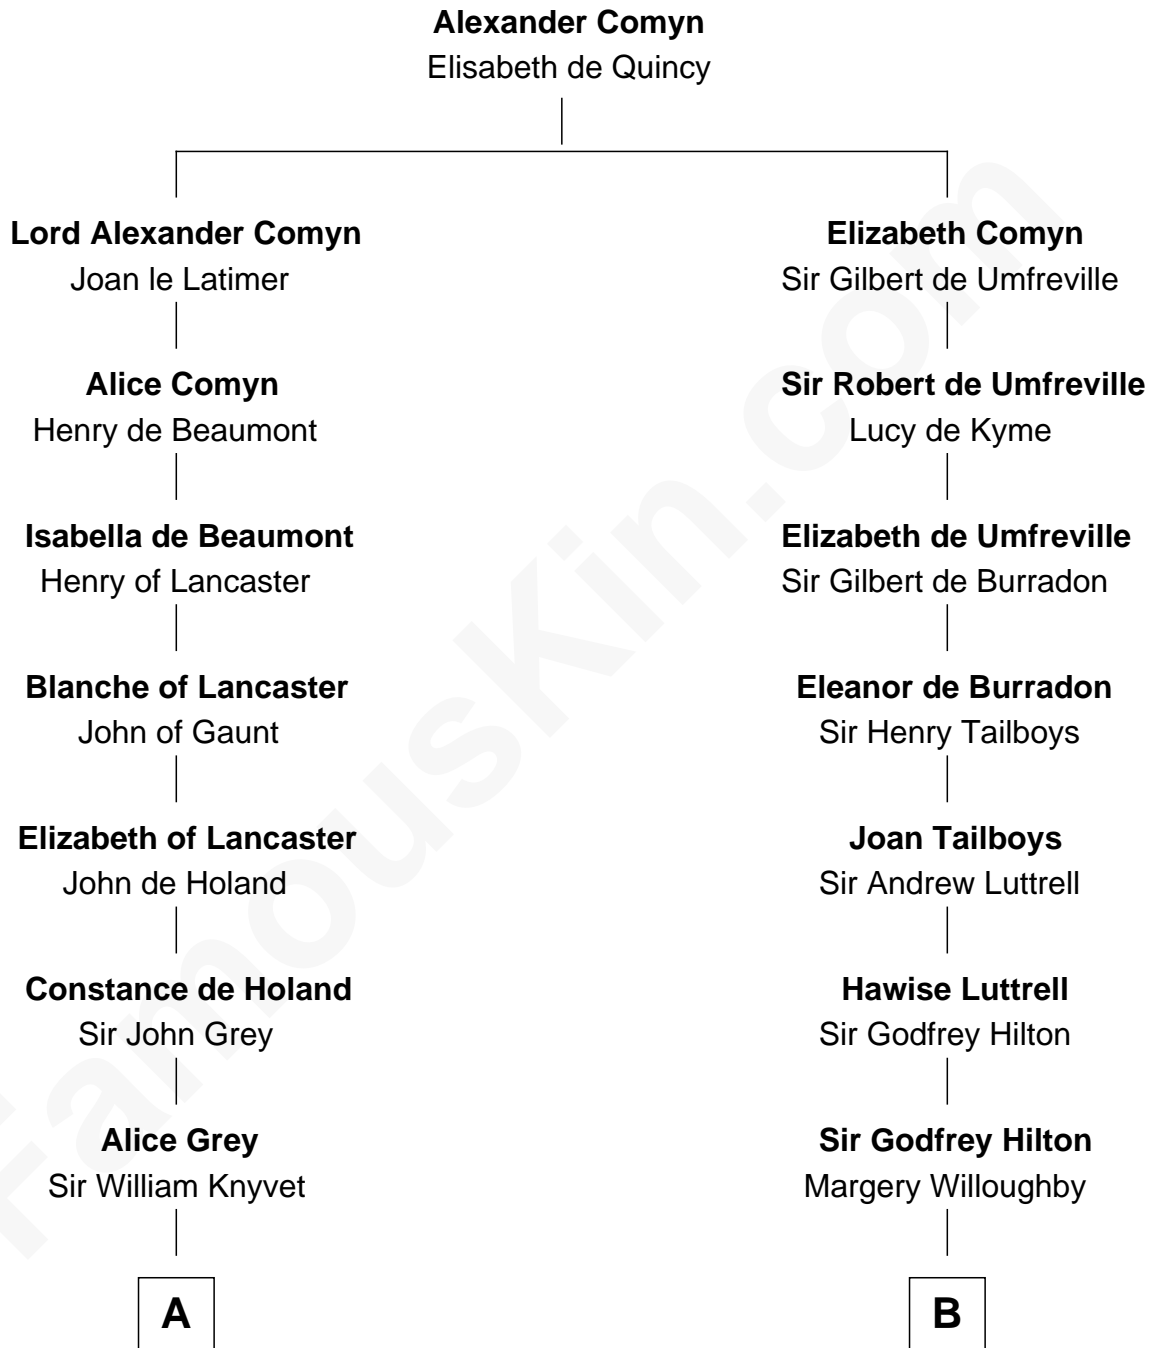 Alexander Comyn
Elisabeth de Quincy
Lord Alexander Comyn
Joan le Latimer
Alice Comyn
Henry de Beaumont
Isabella de Beaumont
Henry of Lancaster
Blanche of Lancaster
John of Gaunt
Elizabeth of Lancaster
John de Holand
Constance de Holand
Sir John Grey
Alice Grey
Sir William Knyvet
A
Elizabeth Comyn
Sir Gilbert de Umfreville
Sir Robert de Umfreville
Lucy de Kyme
Elizabeth de Umfreville
Sir Gilbert de Burradon
Eleanor de Burradon
Sir Henry Tailboys
Joan Tailboys
Sir Andrew Luttrell
Hawise Luttrell
Sir Godfrey Hilton
Sir Godfrey Hilton
Margery Willoughby
B
FamousKin.com